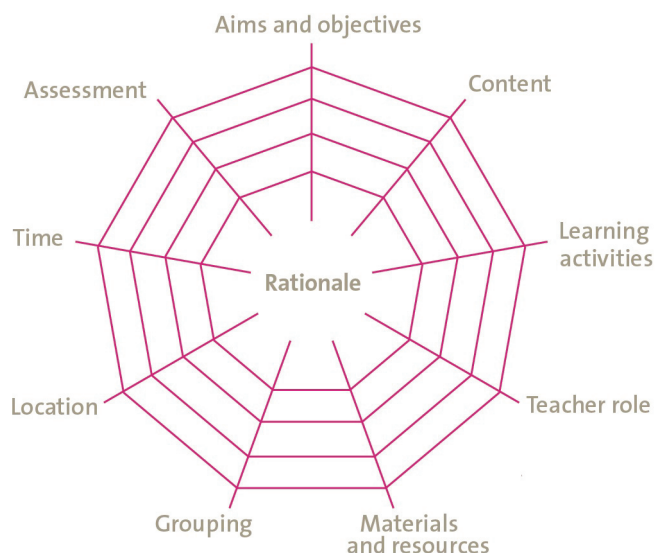 Aims and objectives
Assessment
Content
Time
Learning
activities
Rationale
Location
Teacher role
Grouping
Materials
and resources